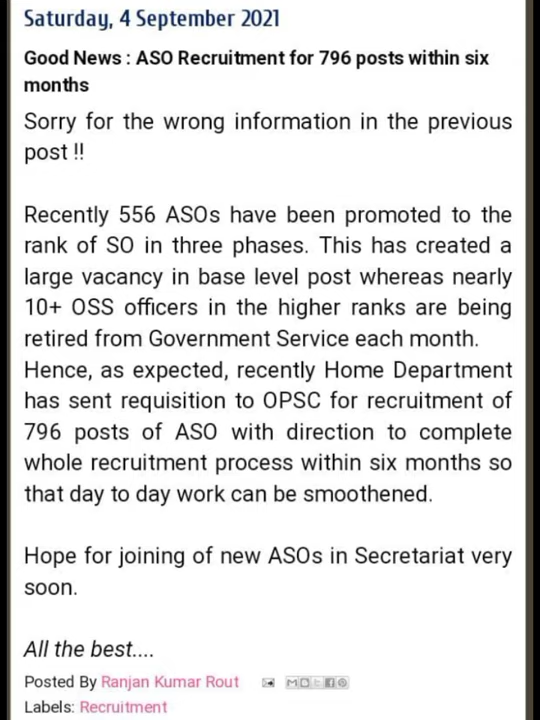 Saturday, 4 September 2021
Good News : ASO Recruitment for 796 posts within six
months
Sorry for the wrong information in the previous
post !!
Recently 556 ASOs have been promoted to the
rank of SO in three phases. This has created a
large vacancy in base level post whereas nearly
10+ OSS officers in the higher ranks are being
retired from Government Service each month.
Hence, as expected, recently Home Department
has sent requisition to OPSC for recruitment of
796 posts of ASO with direction to complete
whole recruitment process within six months so
that day to day work can be smoothened.
Hope for joining of new ASOs in Secretariat very
soon.
All the best....
Posted By Ranjan Kumar Rout
Labels: Recruitment